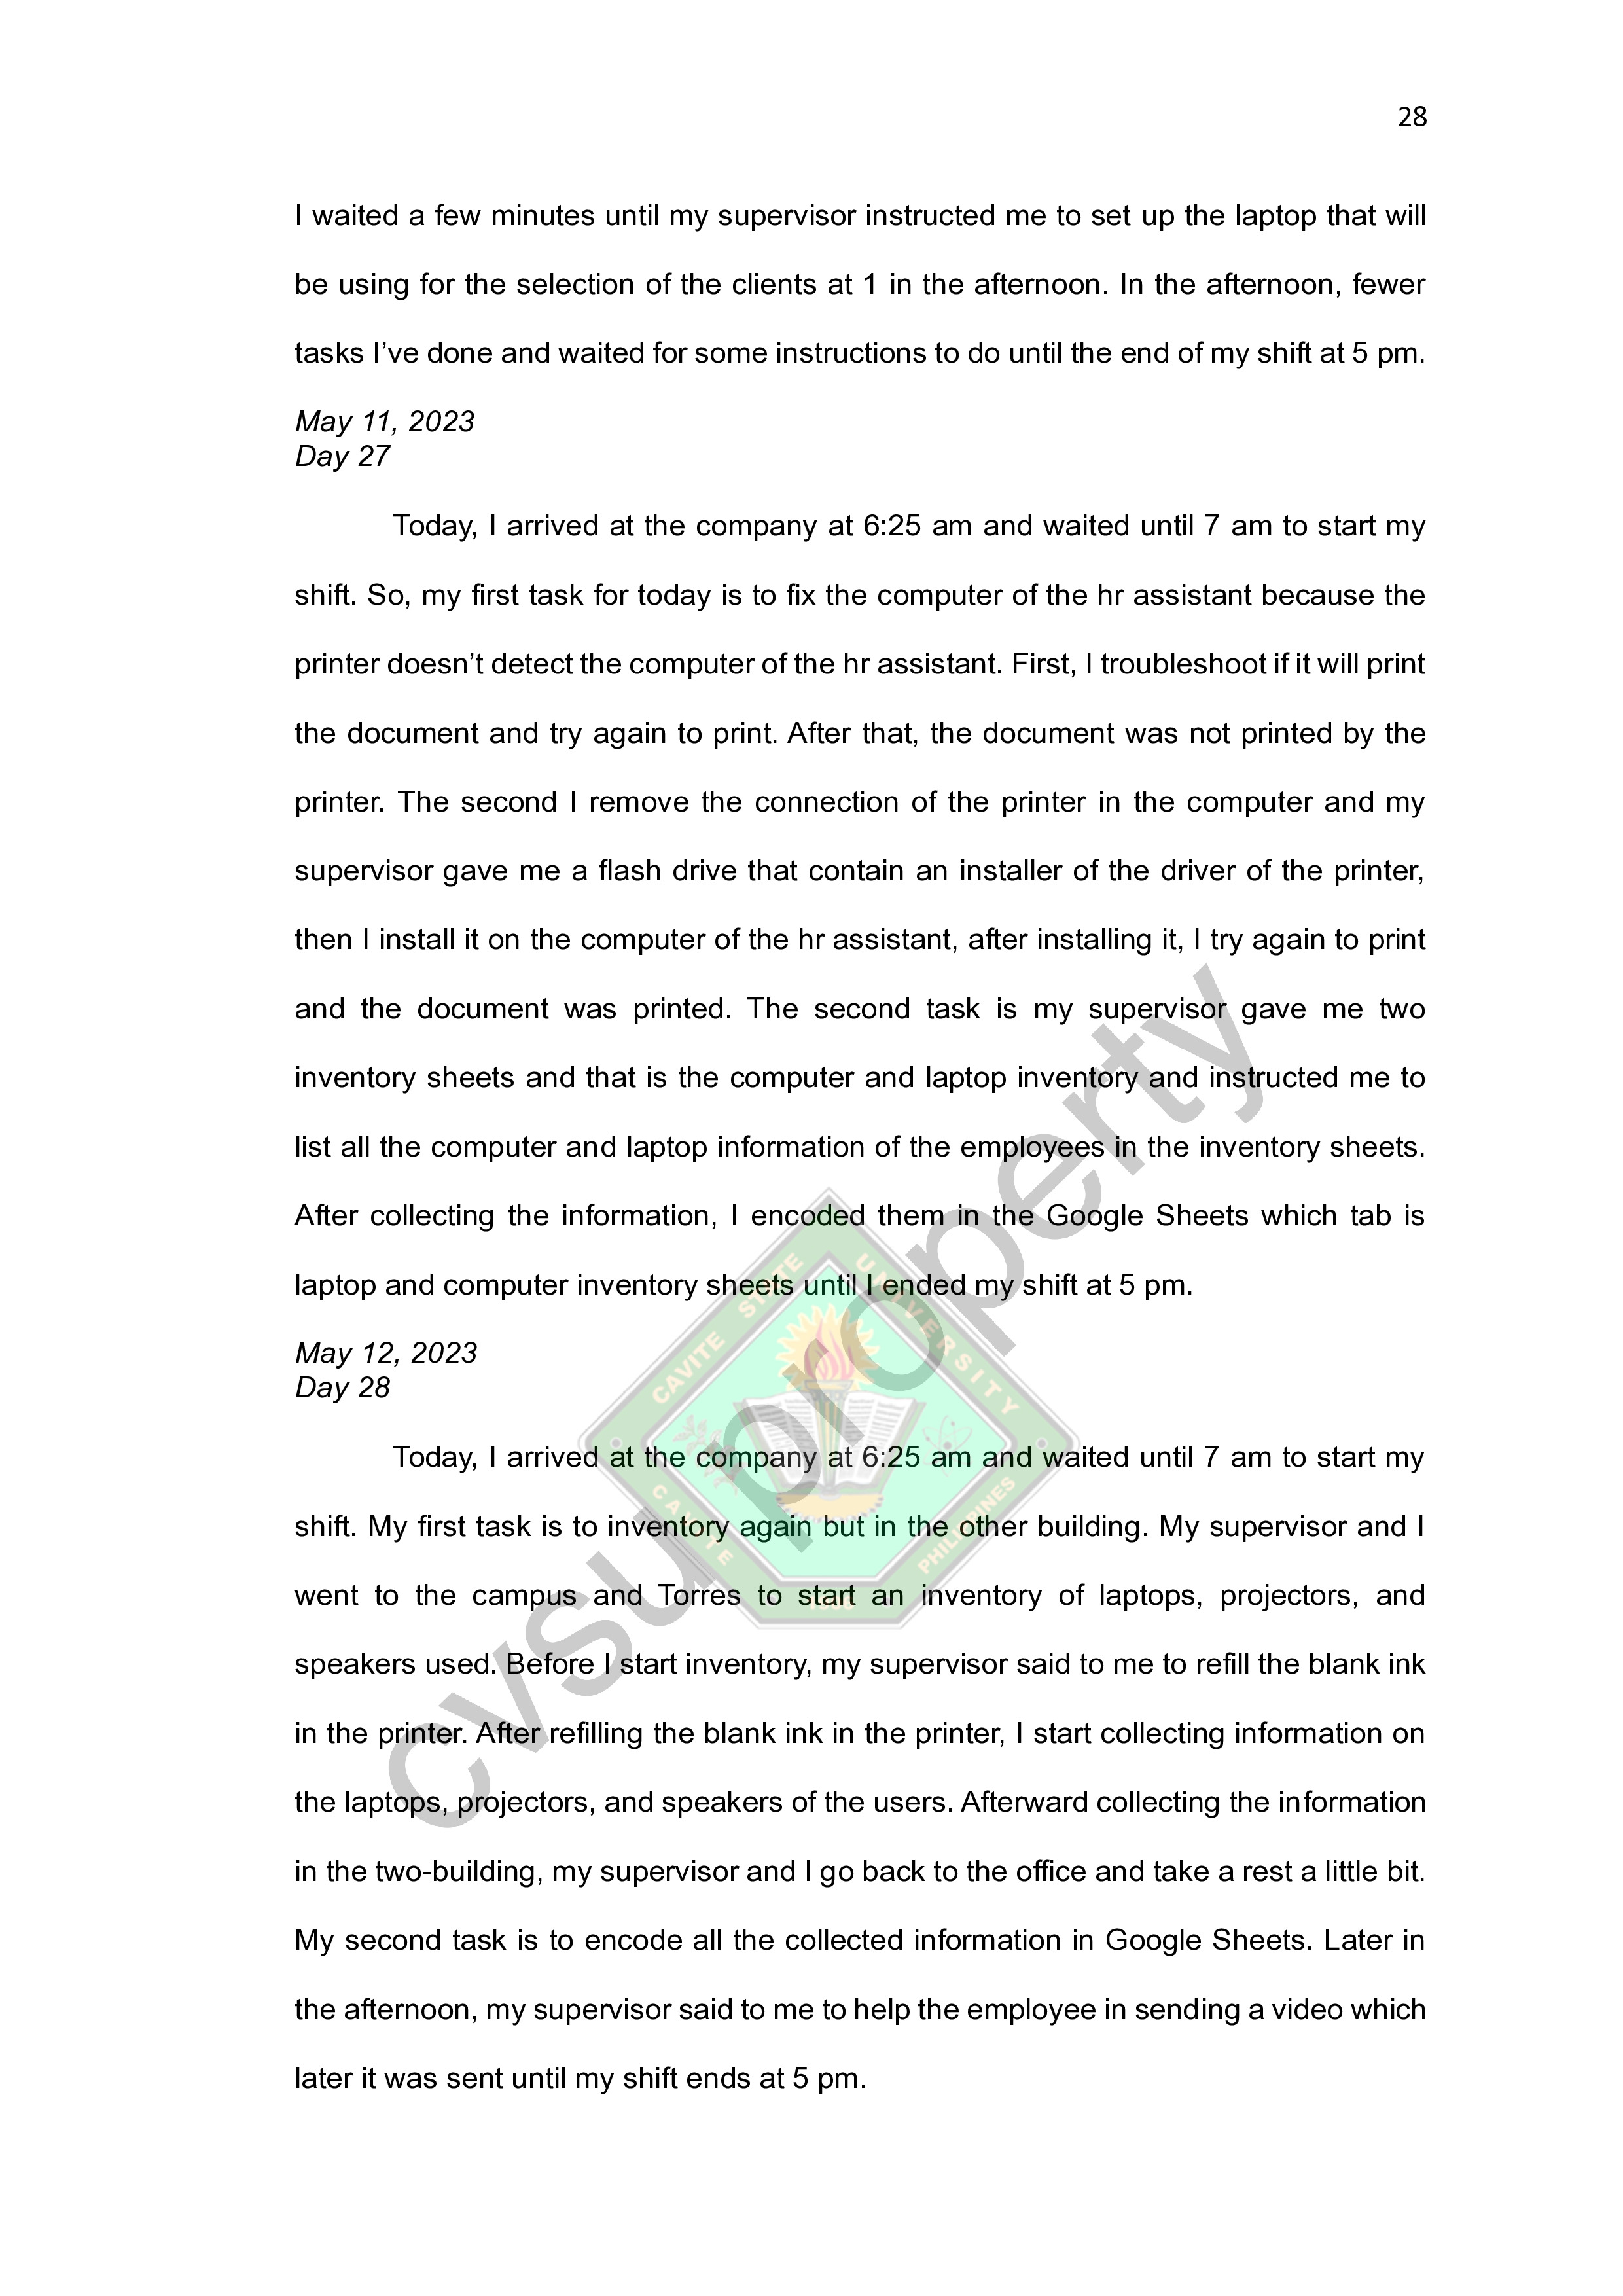 28
I waited a few minutes until my supervisor instructed me to set up the laptop that will
be using for the selection of the clients at 1 in the afternoon. In the afternoon, fewer
tasks I’ve done and waited for some instructions to do until the end of my shift at 5 pm.
May 11, 2023
Day 27
Today, I arrived at the company at 6:25 am and waited until 7 am to start my
shift. So, my first task for today is to fix the computer of the hr assistant because the
printer doesn’t detect the computer of the hr assistant. First, I troubleshoot if it will print
the document and try again to print. After that, the document was not printed by the
printer. The second I remove the connection of the printer in the computer and my
supervisor gave me a flash drive that contain an installer of the driver of the printer,
then I install it on the computer of the hr assistant, after installing it, I try again to print
and the document was printed. The second task is my supervisor gave me two
inventory sheets and that is the computer and laptop inventory and instructed me to
list all the computer and laptop information of the employees in the inventory sheets.
After collecting the information, I encoded them in the Google Sheets which tab is
laptop and computer inventory sheets until I ended my shift at 5 pm.
May 12, 2023
Day 28
Today, I arrived at the company at 6:25 am and waited until 7 am to start my
shift. My first task is to inventory again but in the other building. My supervisor and I
went to the campus and Torres to start an inventory of laptops, projectors, and
speakers used. Before I start inventory, my supervisor said to me to refill the blank ink
in the printer. After refilling the blank ink in the printer, I start collecting information on
the laptops, projectors, and speakers of the users. Afterward collecting the information
in the two-building, my supervisor and I go back to the office and take a rest a little bit.
My second task is to encode all the collected information in Google Sheets. Later in
the afternoon, my supervisor said to me to help the employee in sending a video which
later it was sent until my shift ends at 5 pm.
cvsu property
CAVITE STATE UNIVERSITY
CAVITE PHILIPPINES